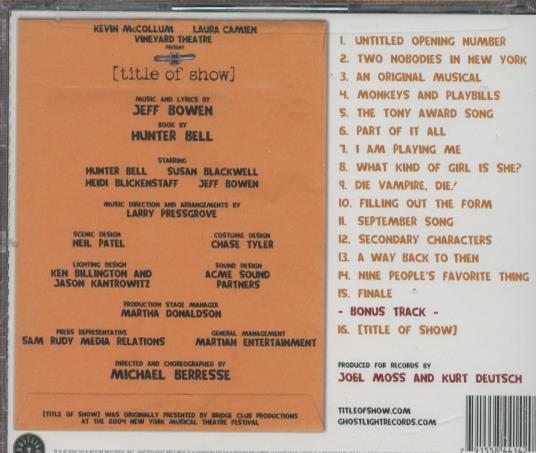 KEVIN McCOLLUM LAURA CAMIEN
VINEYARD THEATRE
PRESENT
[title of show]
MUSIC AND LYRICS BY
JEFF BOWEN
BOOK BY
HUNTER BELL
STARRING
HUNTER BELL SUSAN BLACKWELL
HEIDI BLICKENSTAFF JEFF BOWEN
MUSIC DIRECTION AND ARRANGEMENTS BY
LARRY PRESSGROVE
SCENIC DESIGN COSTUME DESIGN
NEIL PATEL CHASE TYLER
LIGHTING DESIGN SOUND DESIGN
KEN BILLINGTON AND ACME SOUND
JASON KANTROWITZ PARTNERS
PRODUCTION STAGE MANAGER
MARTHA DONALDSON
PRESS REPRESENTATIVE GENERAL MANAGEMENT
SAM RUDY MEDIA RELATIONS MARTIAN ENTERTAINMENT
DIRECTED AND CHOREOGRAPHED BY
MICHAEL BERRESSE
[TITLE OF SHOW] WAS ORIGINALLY PRESENTED BY BRIDGE CLUB PRODUCTIONS
AT THE 2004 NEW YORK MUSICAL THEATRE FESTIVAL
1. UNTITLED OPENING NUMBER
2. TWO NOBODIES IN NEW YORK
3. AN ORIGINAL MUSICAL
4. MONKEYS AND PLAYBILLS
5. THE TONY AWARD SONG
6. PART OF IT ALL
7. I AM PLAYING ME
8. WHAT KIND OF GIRL IS SHE?
9. DIE VAMPIRE, DIE!
10. FILLING OUT THE FORM
11. SEPTEMBER SONG
12. SECONDARY CHARACTERS
13. A WAY BACK TO THEN
14. NINE PEOPLE'S FAVORITE THING
15. FINALE
- BONUS TRACK -
16. [TITLE OF SHOW]
PRODUCED FOR RECORDS BY
JOEL MOSS AND KURT DEUTSCH
TITLEOFSHOW.COM
GHOSTLIGHTRECORDS.COM